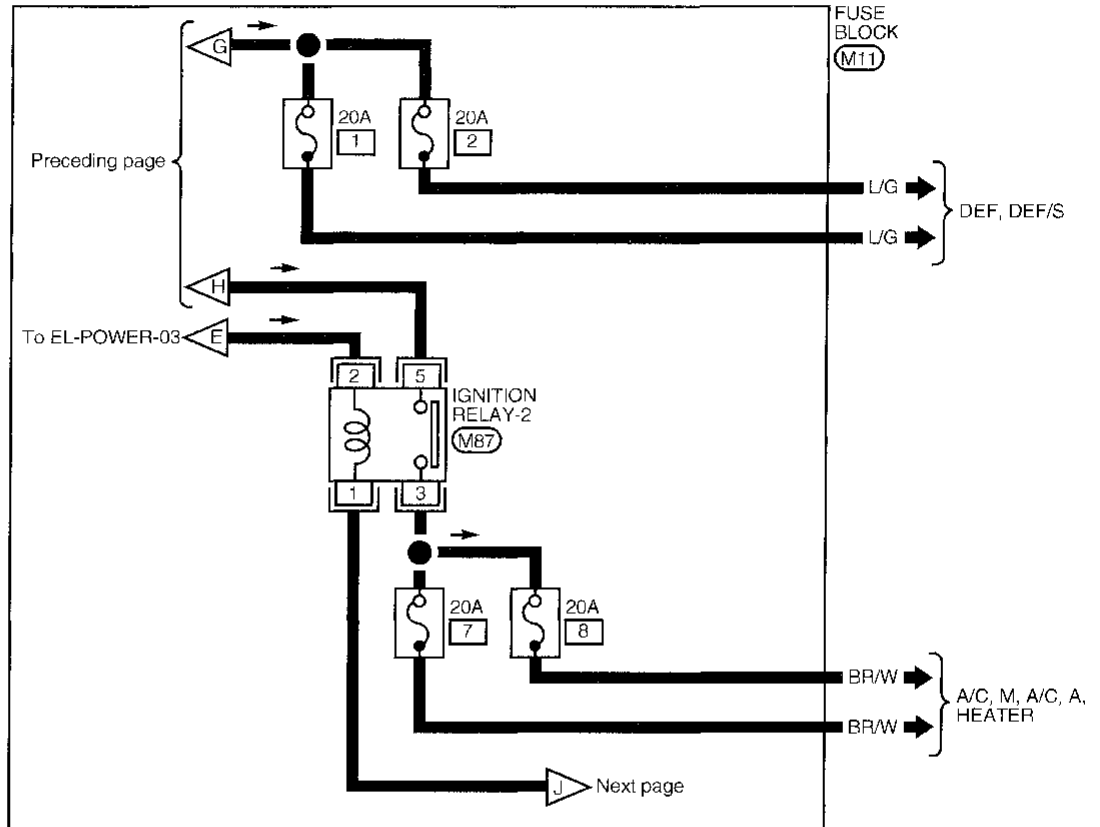 FUSE
BLOCK
M11
G
20A
1
20A
2
Preceding page
L/G
DEF, DEF/S
L/G
H
To EL-POWER-03
E
2
5
IGNITION
RELAY-2
M87
1
3
20A
7
20A
8
BR/W
A/C, M, A/C, A,
HEATER
BR/W
J
Next page